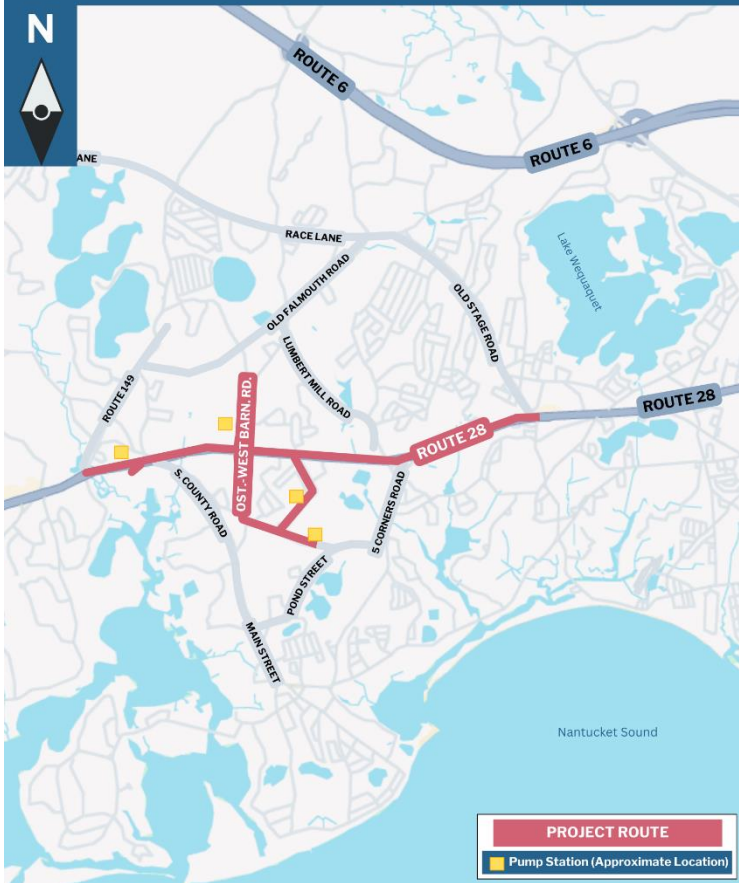 N
ROUTE 6
ROUTE 6
ANE
RACE LANE
Lake Wequaquet
OLD FALMOUTH ROAD
OLD STAGE ROAD
LUMBERT MILL ROAD
ROUTE 149
OST.-WEST BARN. RD.
ROUTE 28
ROUTE 28
S. COUNTY ROAD
5 CORNERS ROAD
POND STREET
MAIN STREET
Nantucket Sound
PROJECT ROUTE
Pump Station (Approximate Location)